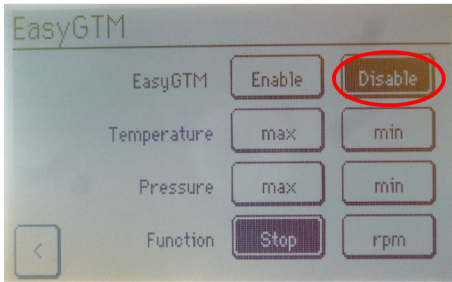 EasyGTM
EasyGTM Enable Disable
Temperature max min
Pressure max min
< Function Stop rpm